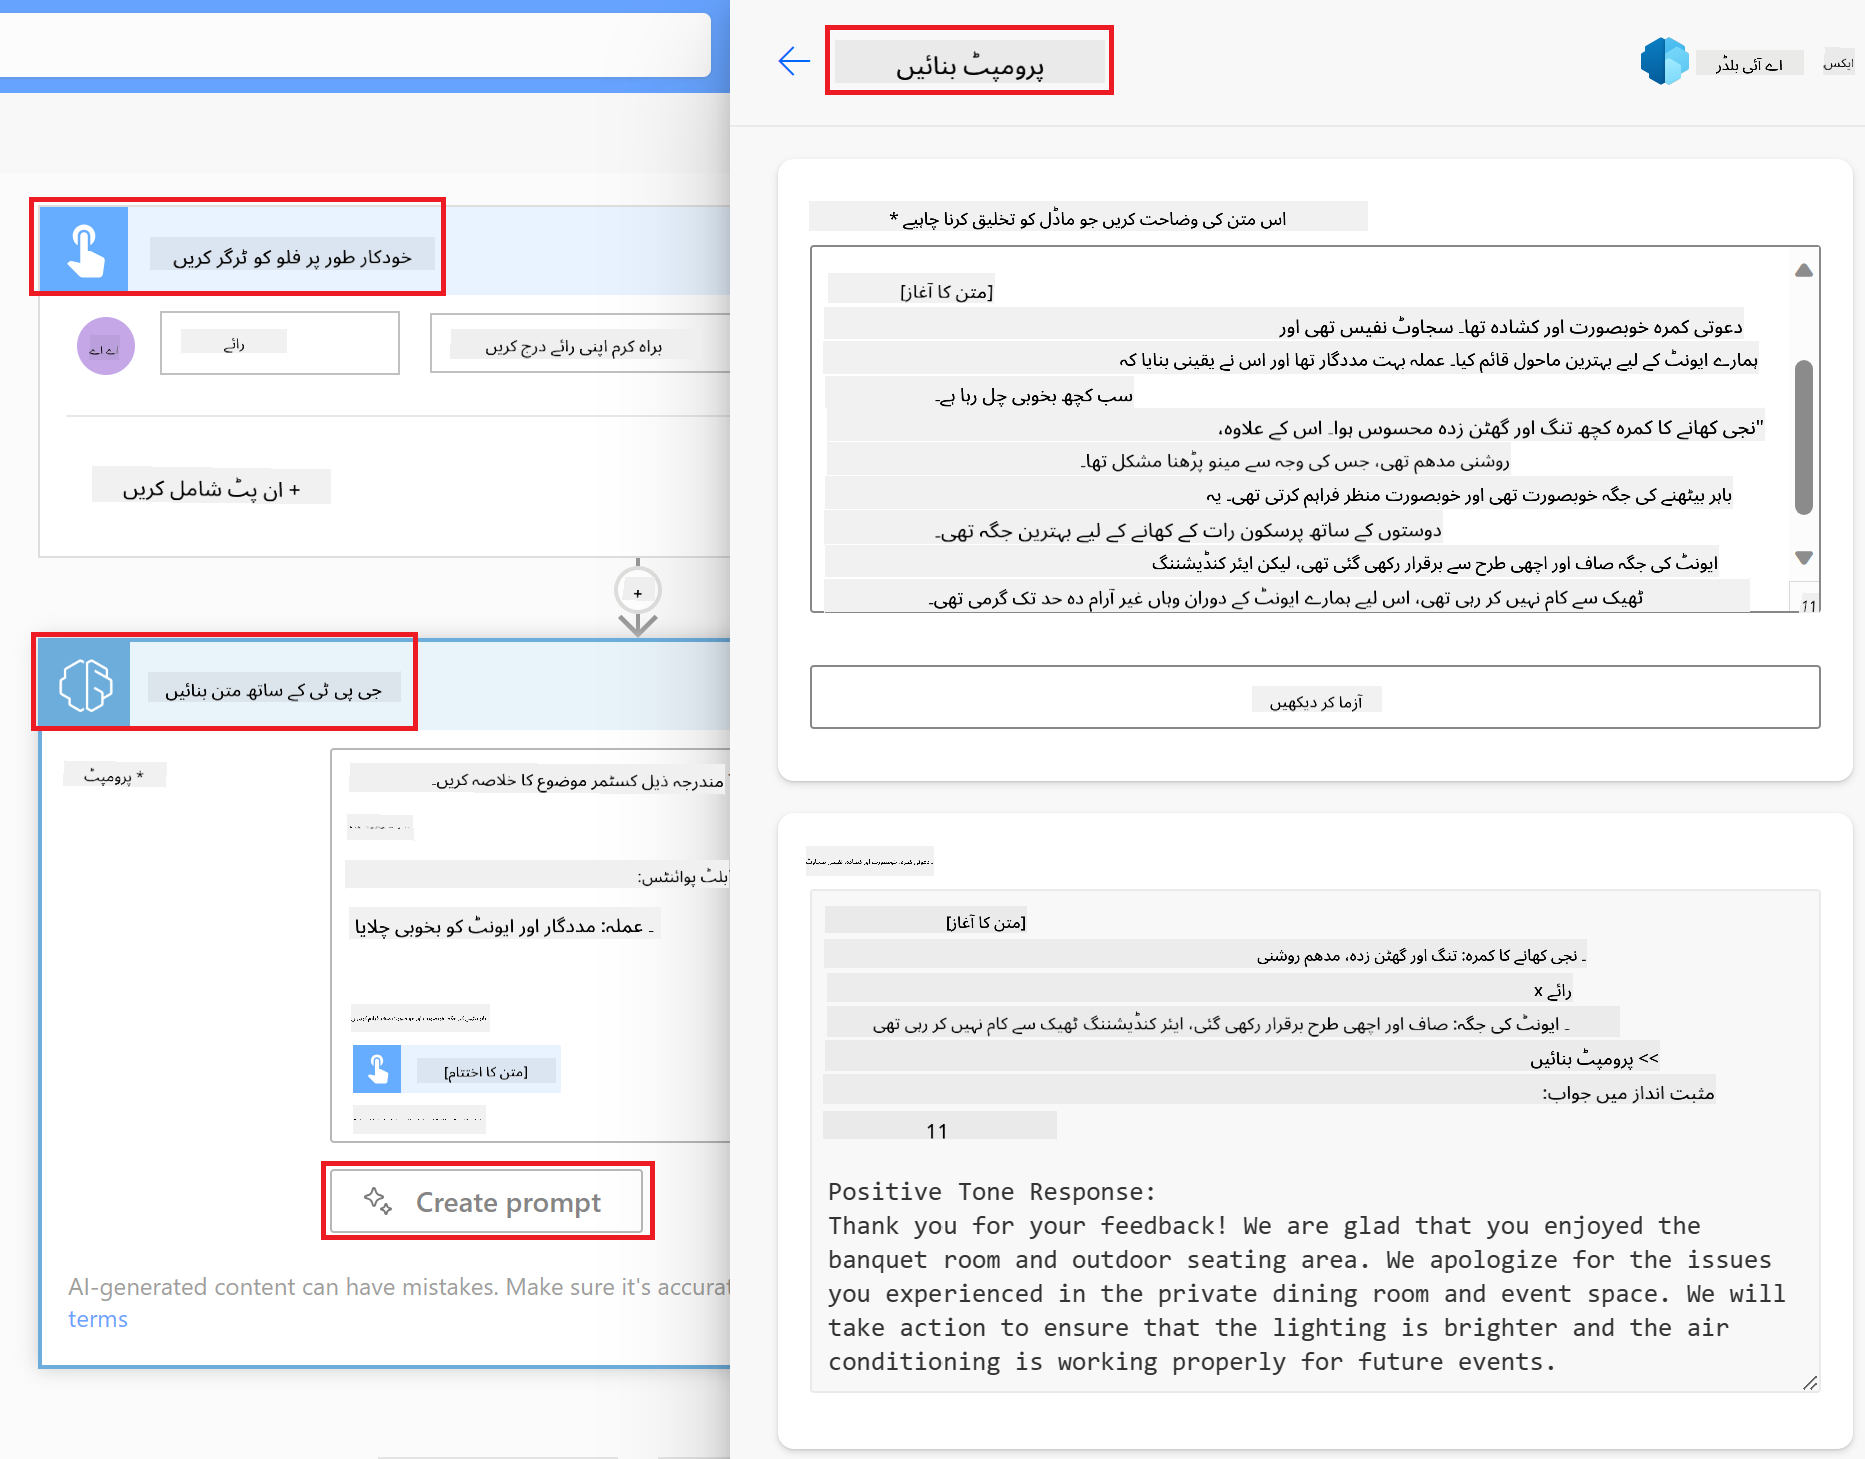 خودکار طور پر فلو کو ٹرگر کریں
اے اے
رائے
براہ کرم اپنی رائے درج کریں
+ ان پٹ شامل کریں
+
جی پی ٹی کے ساتھ متن بنائیں
* پرومپٹ
مندرجہ ذیل کسٹمر موضوع کا خلاصہ کریں۔
بلٹ پوائنٹس:
۔ عملہ: مددگار اور ایونٹ کو بخوبی چلایا
[متن کا اختتام]
Create prompt
AI-generated content can have mistakes. Make sure it's accurat
terms
پرومپٹ بنائیں
اے آئی بلڈر
ایکس
اس متن کی وضاحت کریں جو ماڈل کو تخلیق کرنا چاہیے *
[متن کا آغاز]
دعوتی کمرہ خوبصورت اور کشادہ تھا۔ سجاوٹ نفیس تھی اور
ہمارے ایونٹ کے لیے بہترین ماحول قائم کیا۔ عملہ بہت مددگار تھا اور اس نے یقینی بنایا کہ
سب کچھ بخوبی چل رہا ہے۔
"نجی کھانے کا کمرہ کچھ تنگ اور گھٹن زدہ محسوس ہوا۔ اس کے علاوہ،
روشنی مدھم تھی، جس کی وجہ سے مینو پڑھنا مشکل تھا۔
باہر بیٹھنے کی جگہ خوبصورت تھی اور خوبصورت منظر فراہم کرتی تھی۔ یہ
دوستوں کے ساتھ پرسکون رات کے کھانے کے لیے بہترین جگہ تھی۔
ایونٹ کی جگہ صاف اور اچھی طرح سے برقرار رکھی گئی تھی، لیکن ایئر کنڈیشننگ
ٹھیک سے کام نہیں کر رہی تھی، اس لیے ہمارے ایونٹ کے دوران وہاں غیر آرام دہ حد تک گرمی تھی۔
11
آزما کر دیکھیں
۔ دعوتی کمرہ: خوبصورت اور کشادہ، نفیس سجاوٹ
[متن کا آغاز]
۔ نجی کھانے کا کمرہ: تنگ اور گھٹن زدہ، مدھم روشنی
رائے x
۔ ایونٹ کی جگہ: صاف اور اچھی طرح برقرار رکھی گئی، ایئر کنڈیشننگ ٹھیک سے کام نہیں کر رہی تھی
>> پرومپٹ بنائیں
مثبت انداز میں جواب:
11
Positive Tone Response:
Thank you for your feedback! We are glad that you enjoyed the
banquet room and outdoor seating area. We apologize for the issues
you experienced in the private dining room and event space. We will
take action to ensure that the lighting is brighter and the air
conditioning is working properly for future events.